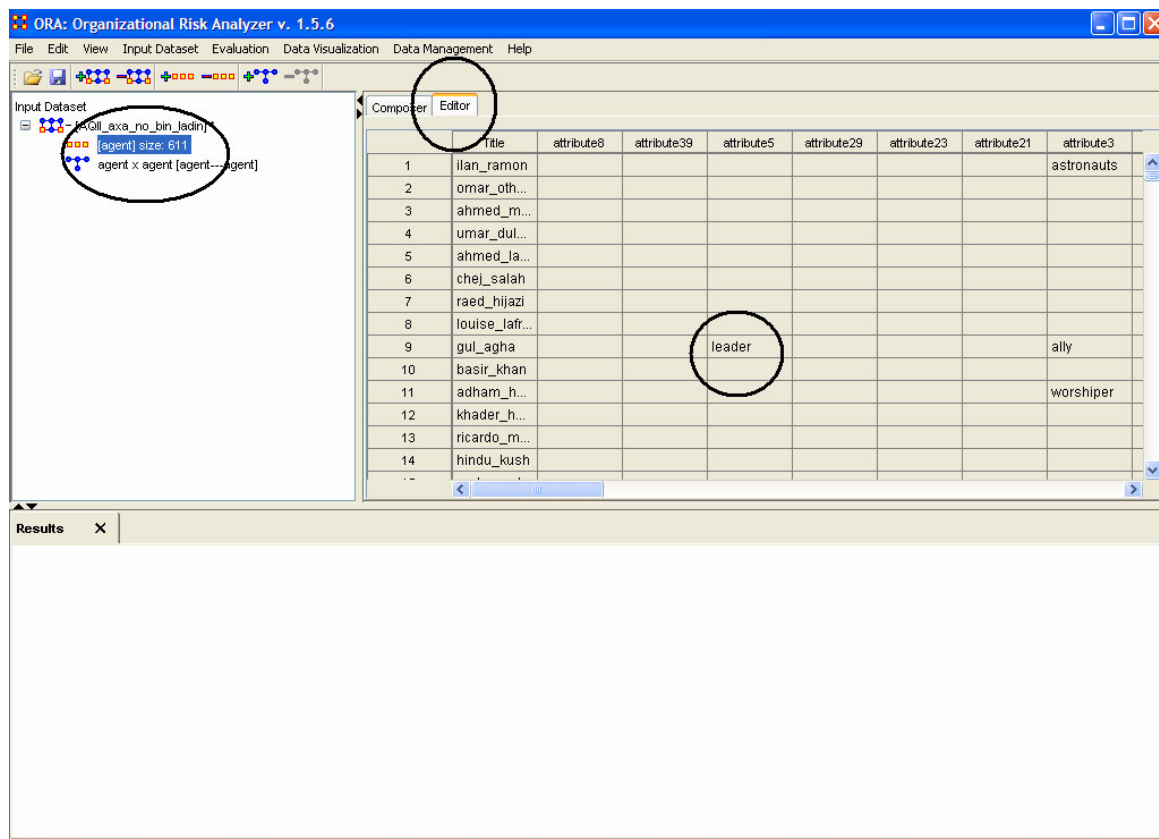 ORA: Organizational Risk Analyzer v. 1.5.6
File Edit View Input Dataset Evaluation Data Visualization Data Management Help
Input Dataset
[AQII_axa_no_bin_ladin]*
[agent] size: 611
agent x agent [agent---agent]
Composer Editor
Title attribute8 attribute39 attribute5 attribute29 attribute23 attribute21 attribute3
1 ilan_ramon astronauts
2 omar_oth...
3 ahmed_m...
4 umar_dul...
5 ahmed_la...
6 chej_salah
7 raed_hijazi
8 louise_lafr...
9 gul_agha leader ally
10 basir_khan
11 adham_h... worshiper
12 khader_h...
13 ricardo_m...
14 hindu_kush
Results X